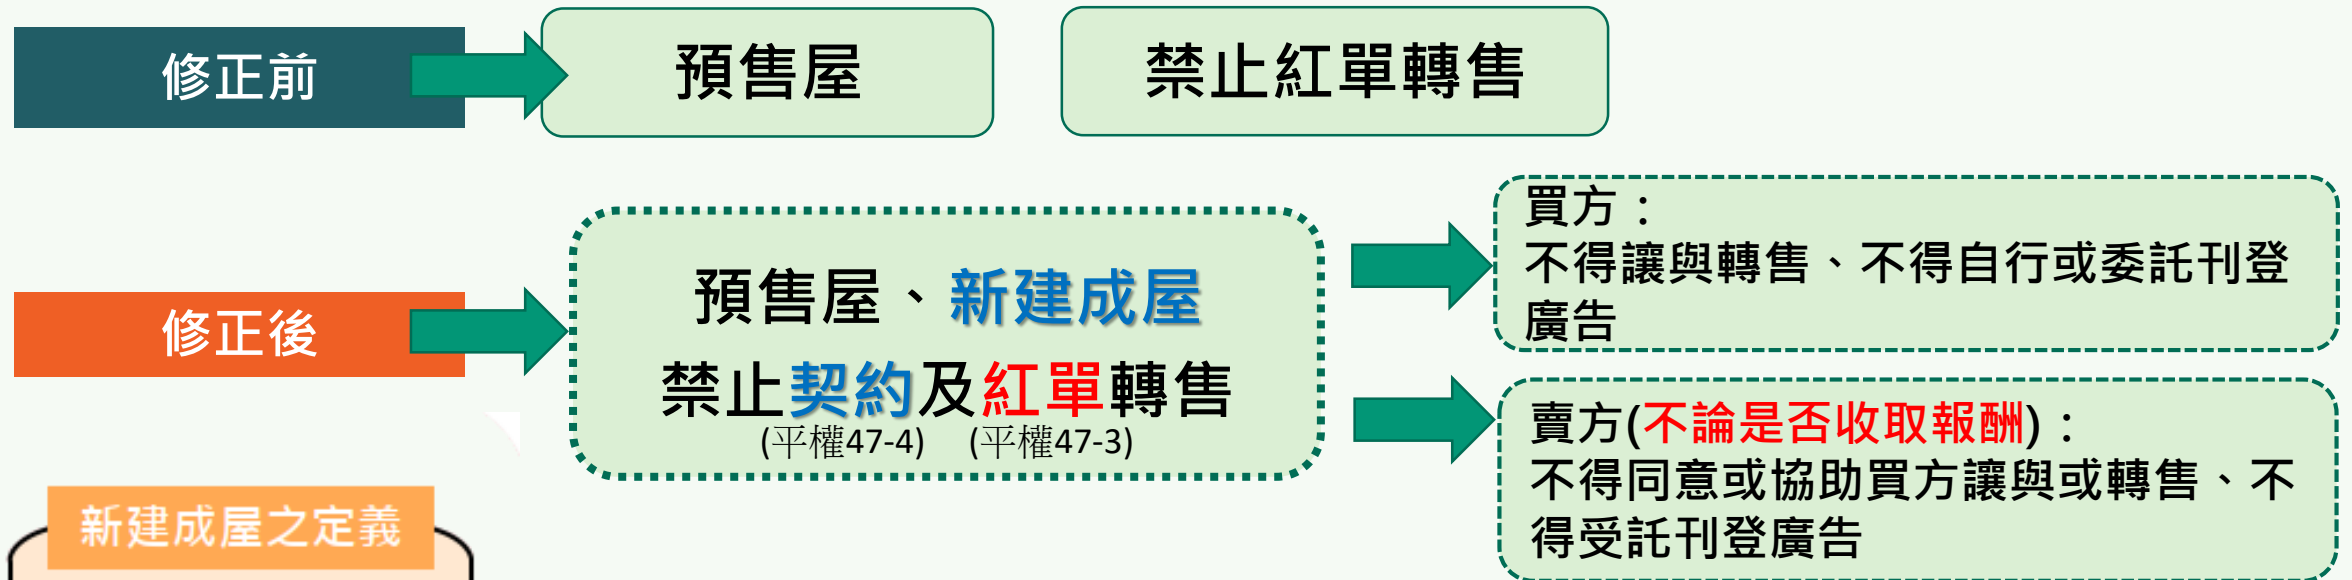 修正前
預售屋
禁止紅單轉售
修正後
預售屋、新建成屋
禁止契約及紅單轉售
(平權47-4) (平權47-3)
買方：
不得讓與轉售、不得自行或委託刊登
廣告
賣方(不論是否收取報酬)：
不得同意或協助買方讓與或轉售、不
得受託刊登廣告
新建成屋之定義